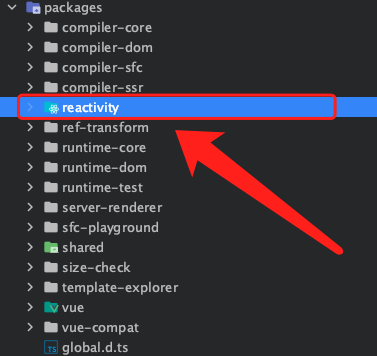 packages
compiler-core
compiler-dom
compiler-sfc
compiler-ssr
reactivity
ref-transform
runtime-core
runtime-dom
runtime-test
server-renderer
sfc-playground
shared
size-check
template-explorer
vue
vue-compat
global.d.ts